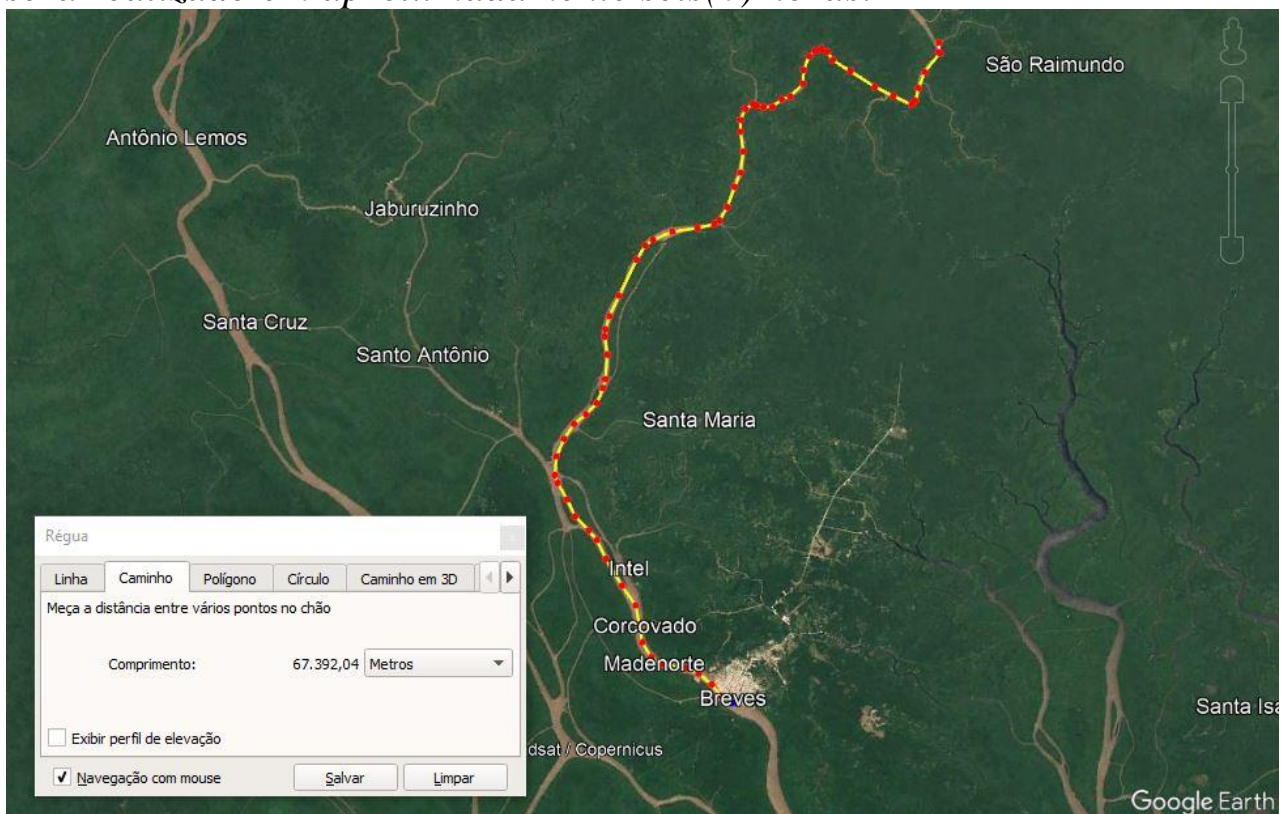 São Raimundo
Antônio Lemos
Jaburuzinho
Santa Cruz
Santo Antônio
Santa Maria
Régua
Linha Caminho Polígono Círculo Caminho em 3D
Meça a distância entre vários pontos no chão
Comprimento: 67.392,04 Metros
Exibir perfil de elevação
Navegação com mouse Salvar Limpar
Intel
Corcovado
Madenorte
Breves
Santa Isa
dsat / Copernicus
Google Earth